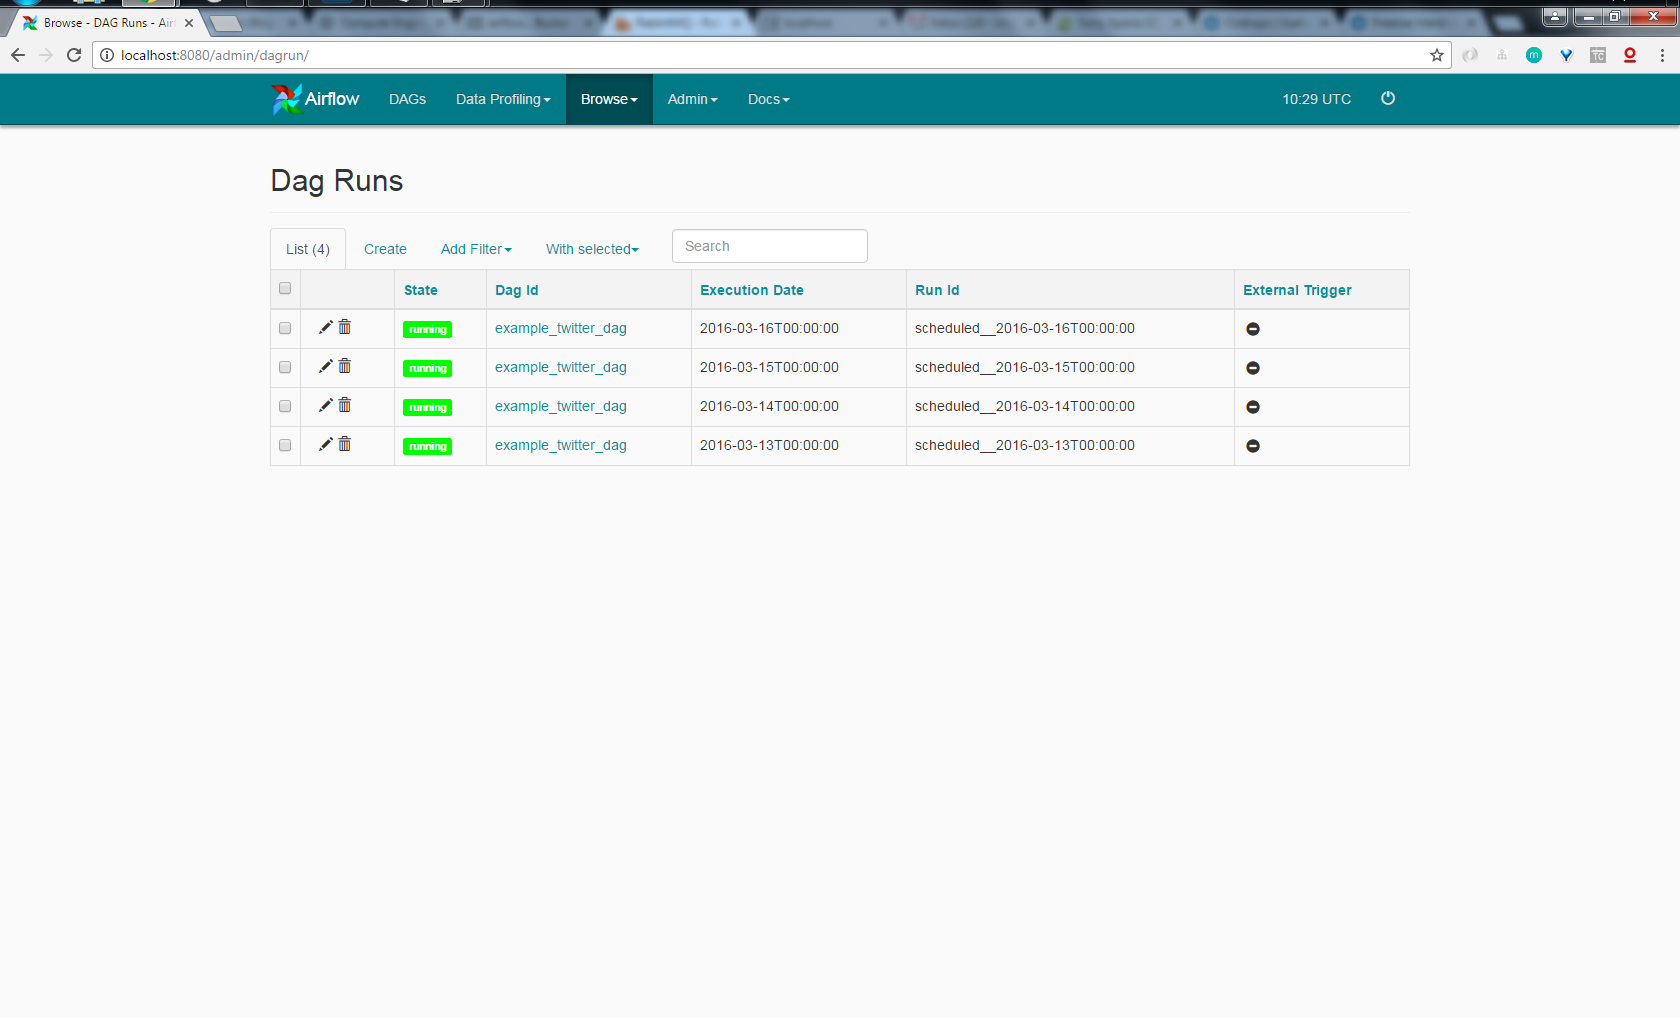 Browse - DAG Runs - Air
localhost:8080/admin/dagrun/
Airflow DAGs Data Profiling Browse Admin Docs 10:29 UTC
Dag Runs
List (4) Create Add Filter With selected Search
State Dag Id Execution Date Run Id External Trigger
running example_twitter_dag 2016-03-16T00:00:00 scheduled__2016-03-16T00:00:00
running example_twitter_dag 2016-03-15T00:00:00 scheduled__2016-03-15T00:00:00
running example_twitter_dag 2016-03-14T00:00:00 scheduled__2016-03-14T00:00:00
running example_twitter_dag 2016-03-13T00:00:00 scheduled__2016-03-13T00:00:00